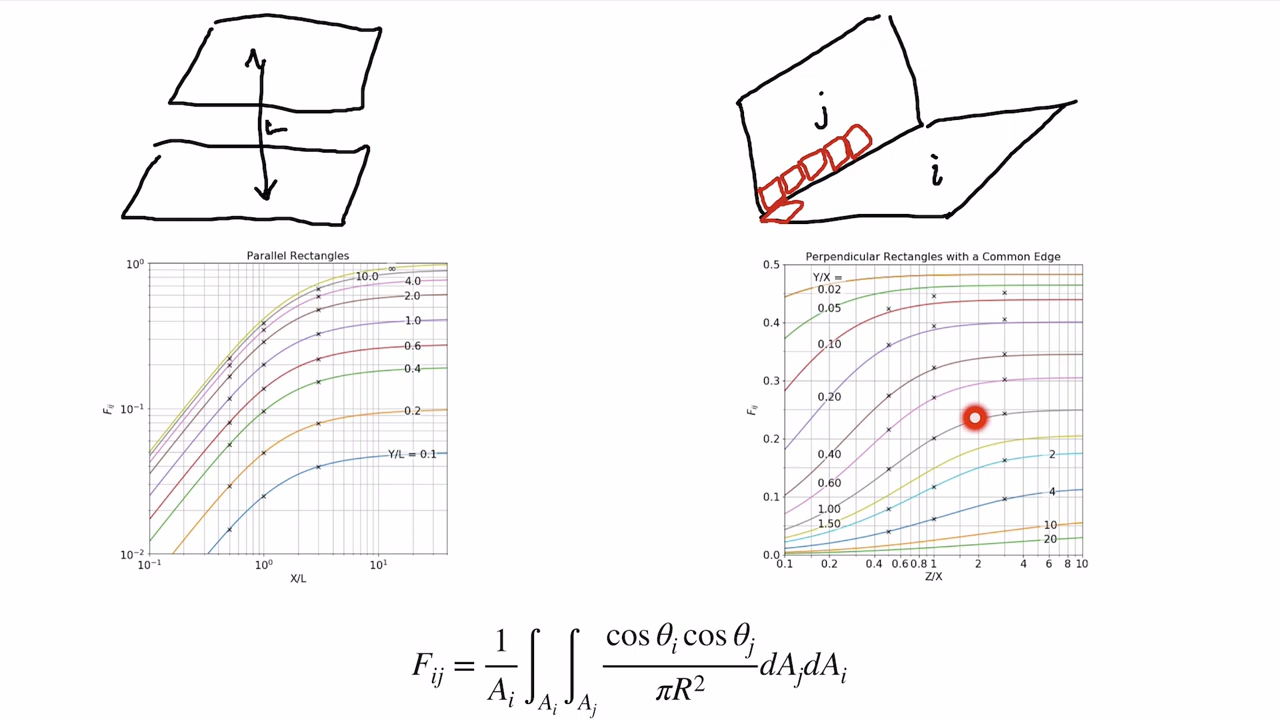 L
j
i
Parallel Rectangles
10⁰
10⁻¹
10⁻²
F_ij
∞
10.0
4.0
2.0
1.0
0.6
0.4
0.2
Y/L = 0.1
10⁻¹ 10⁰ 10¹
X/L
Perpendicular Rectangles with a Common Edge
0.5
0.4
0.3
0.2
0.1
0.0
F_ij
Y/X =
0.02
0.05
0.10
0.20
0.40
0.60
1.00
1.50
2
4
10
20
0.1 0.2 0.4 0.6 0.8 1 2 4 6 8 10
Z/X
F_ij = 1/A_i ∫_A_i ∫_A_j cos θ_i cos θ_j / πR² dA_j dA_i